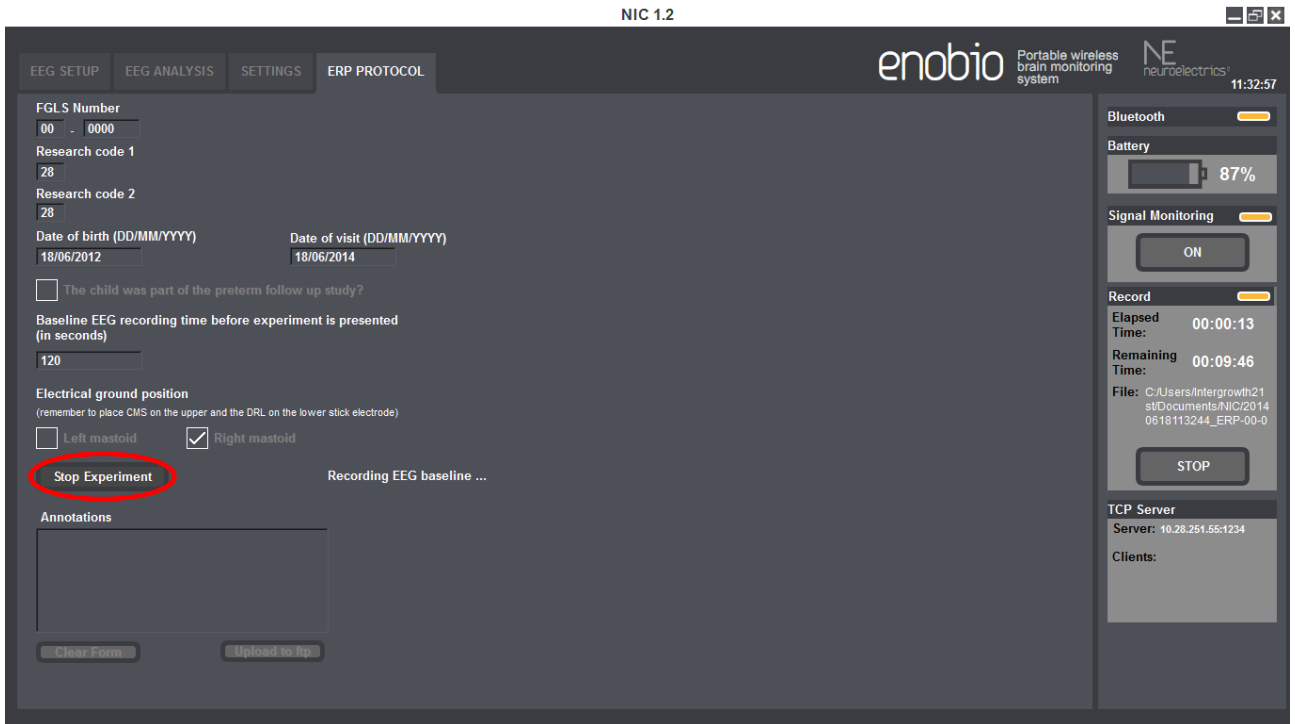 NIC 1.2
EEG SETUP
EEG ANALYSIS
SETTINGS
ERP PROTOCOL
enobio
Portable wireless
brain monitoring
system
NE
neuroelectrics®
11:32:57
FGLS Number
00 - 0000
Research code 1
28
Research code 2
28
Date of birth (DD/MM/YYYY)
Date of visit (DD/MM/YYYY)
18/06/2012
18/06/2014
The child was part of the preterm follow up study?
Baseline EEG recording time before experiment is presented
(in seconds)
120
Electrical ground position
(remember to place CMS on the upper and the DRL on the lower stick electrode)
Left mastoid
Right mastoid
Stop Experiment
Recording EEG baseline ...
Annotations
Clear Form
Upload to ftp
Bluetooth
Battery
87%
Signal Monitoring
ON
Record
Elapsed
Time:
00:00:13
Remaining
Time:
00:09:46
File: C:/Users/Intergrowth21
st/Documents/NIC/2014
0618113244_ERP-00-0
STOP
TCP Server
Server: 10.28.251.55:1234
Clients: